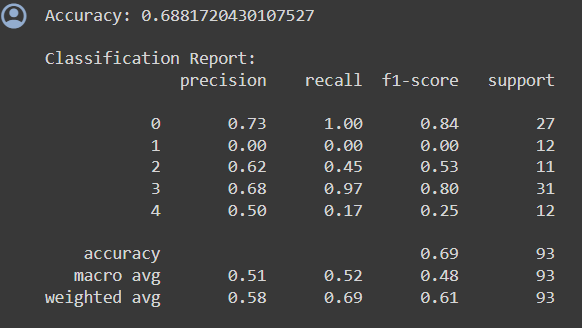 Accuracy: 0.6881720430107527
Classification Report:
precision recall f1-score support
0 0.73 1.00 0.84 27
1 0.00 0.00 0.00 12
2 0.62 0.45 0.53 11
3 0.68 0.97 0.80 31
4 0.50 0.17 0.25 12
accuracy 0.69 93
macro avg 0.51 0.52 0.48 93
weighted avg 0.58 0.69 0.61 93